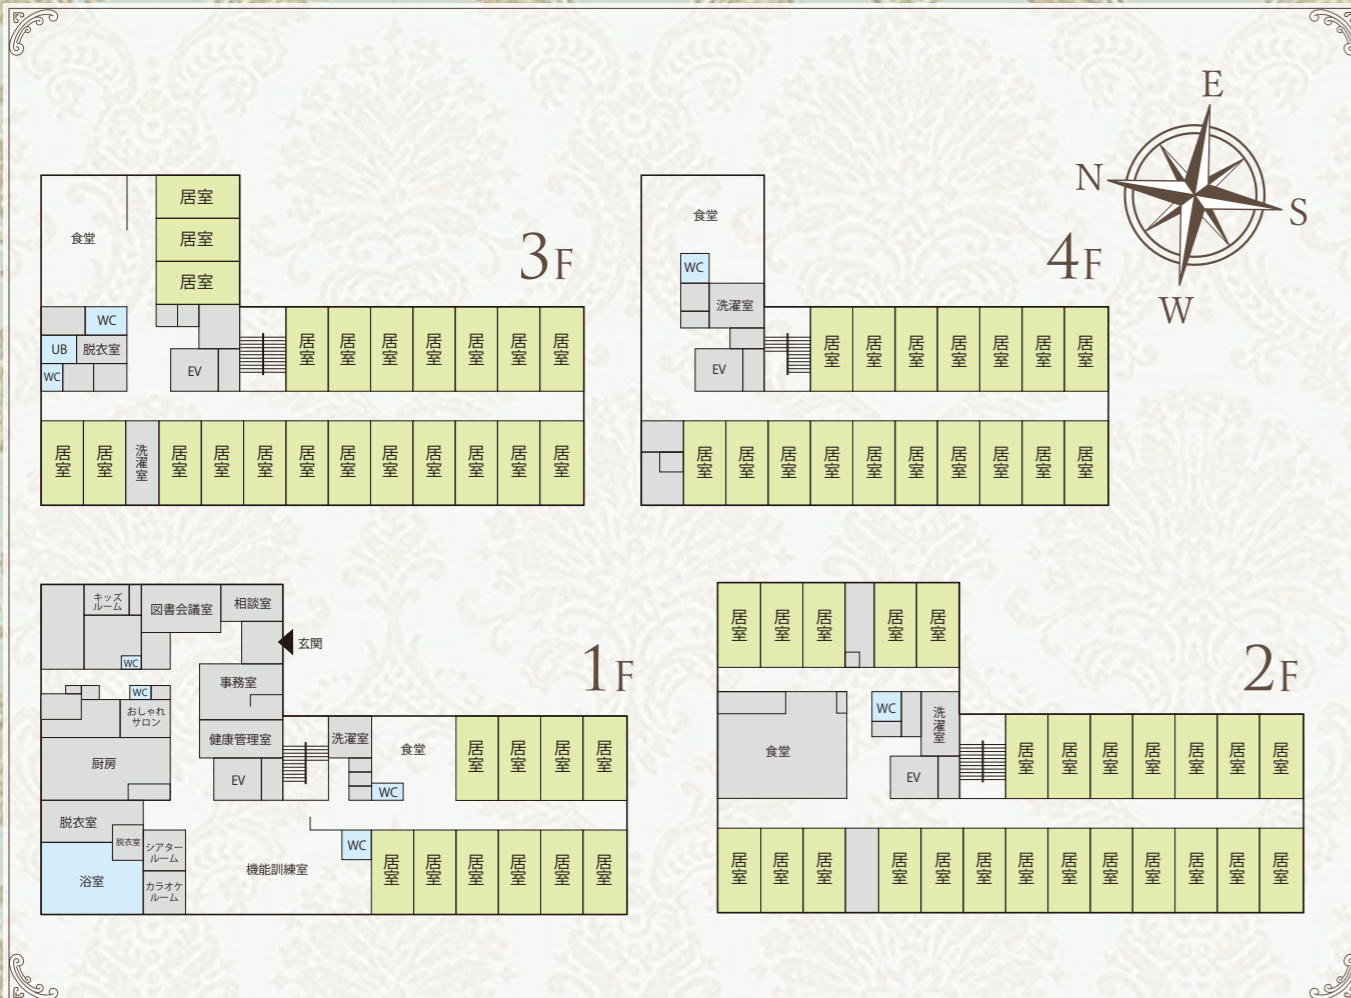 E
N
S
W
3F
居室
居室
居室
食堂
WC
UB
脱衣室
WC
EV
居室 居室 居室 居室 居室 居室 居室
居室 居室 洗濯室 居室 居室 居室 居室 居室 居室 居室 居室 居室 居室
4F
食堂
WC
洗濯室
EV
居室 居室 居室 居室 居室 居室 居室
居室 居室 居室 居室 居室 居室 居室 居室 居室 居室
1F
キッズ
ルーム
図書会議室
相談室
玄関
WC
事務室
WC
おしゃれ
サロン
健康管理室
洗濯室
食堂
居室 居室 居室 居室
厨房
EV
WC
脱衣室
脱衣室
シアター
ルーム
WC
浴室
カラオケ
ルーム
機能訓練室
居室 居室 居室 居室 居室 居室
2F
居室 居室 居室 居室 居室
WC
洗濯室
食堂
EV
居室 居室 居室 居室 居室 居室 居室
居室 居室 居室 居室 居室 居室 居室 居室 居室 居室 居室 居室 居室